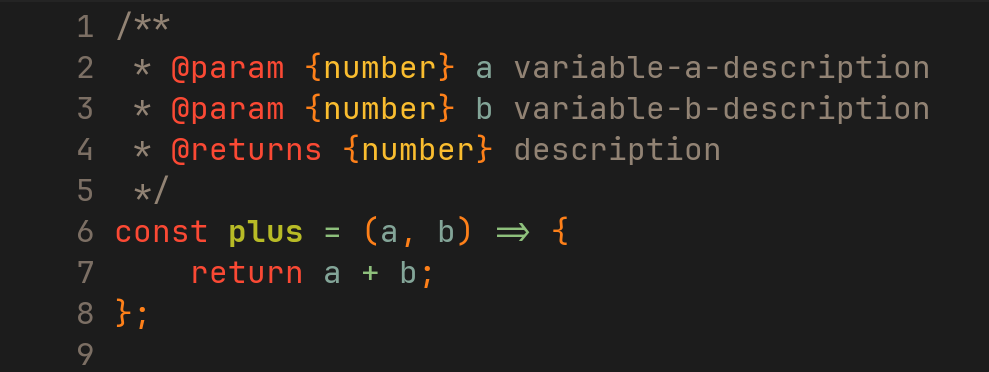 1 /**
2  * @param {number} a variable-a-description
3  * @param {number} b variable-b-description
4  * @returns {number} description
5  */
6 const plus = (a, b) => {
7     return a + b;
8 };
9